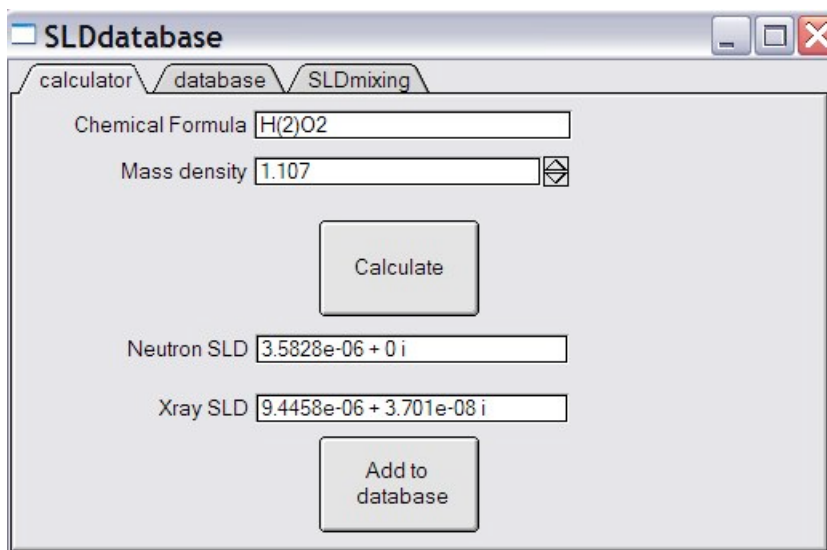 SLDdatabase
calculator database SLDmixing
Chemical Formula H(2)O2
Mass density 1.107
Calculate
Neutron SLD 3.5828e-06 + 0 i
Xray SLD 9.4458e-06 + 3.701e-08 i
Add to
database